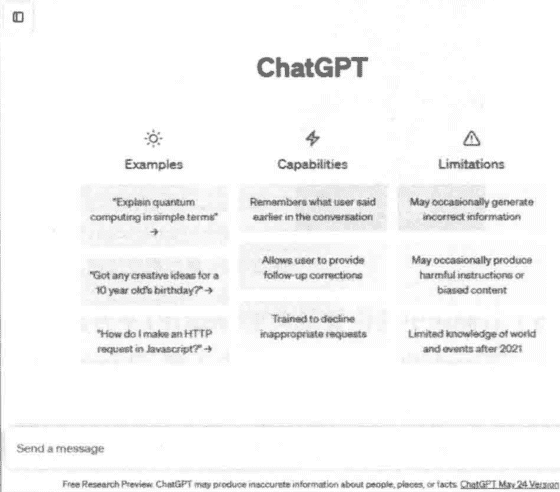 ChatGPT
Examples
"Explain quantum
computing in simple terms"
→
"Got any creative ideas for a
10 year old's birthday?" →
"How do I make an HTTP
request in Javascript?" →
Capabilities
Remembers what user said
earlier in the conversation
Allows user to provide
follow-up corrections
Trained to decline
inappropriate requests
Limitations
May occasionally generate
incorrect information
May occasionally produce
harmful instructions or
biased content
Limited knowledge of world
and events after 2021
Send a message
Free Research Preview. ChatGPT may produce inaccurate information about people, places, or facts. ChatGPT May 24 Version